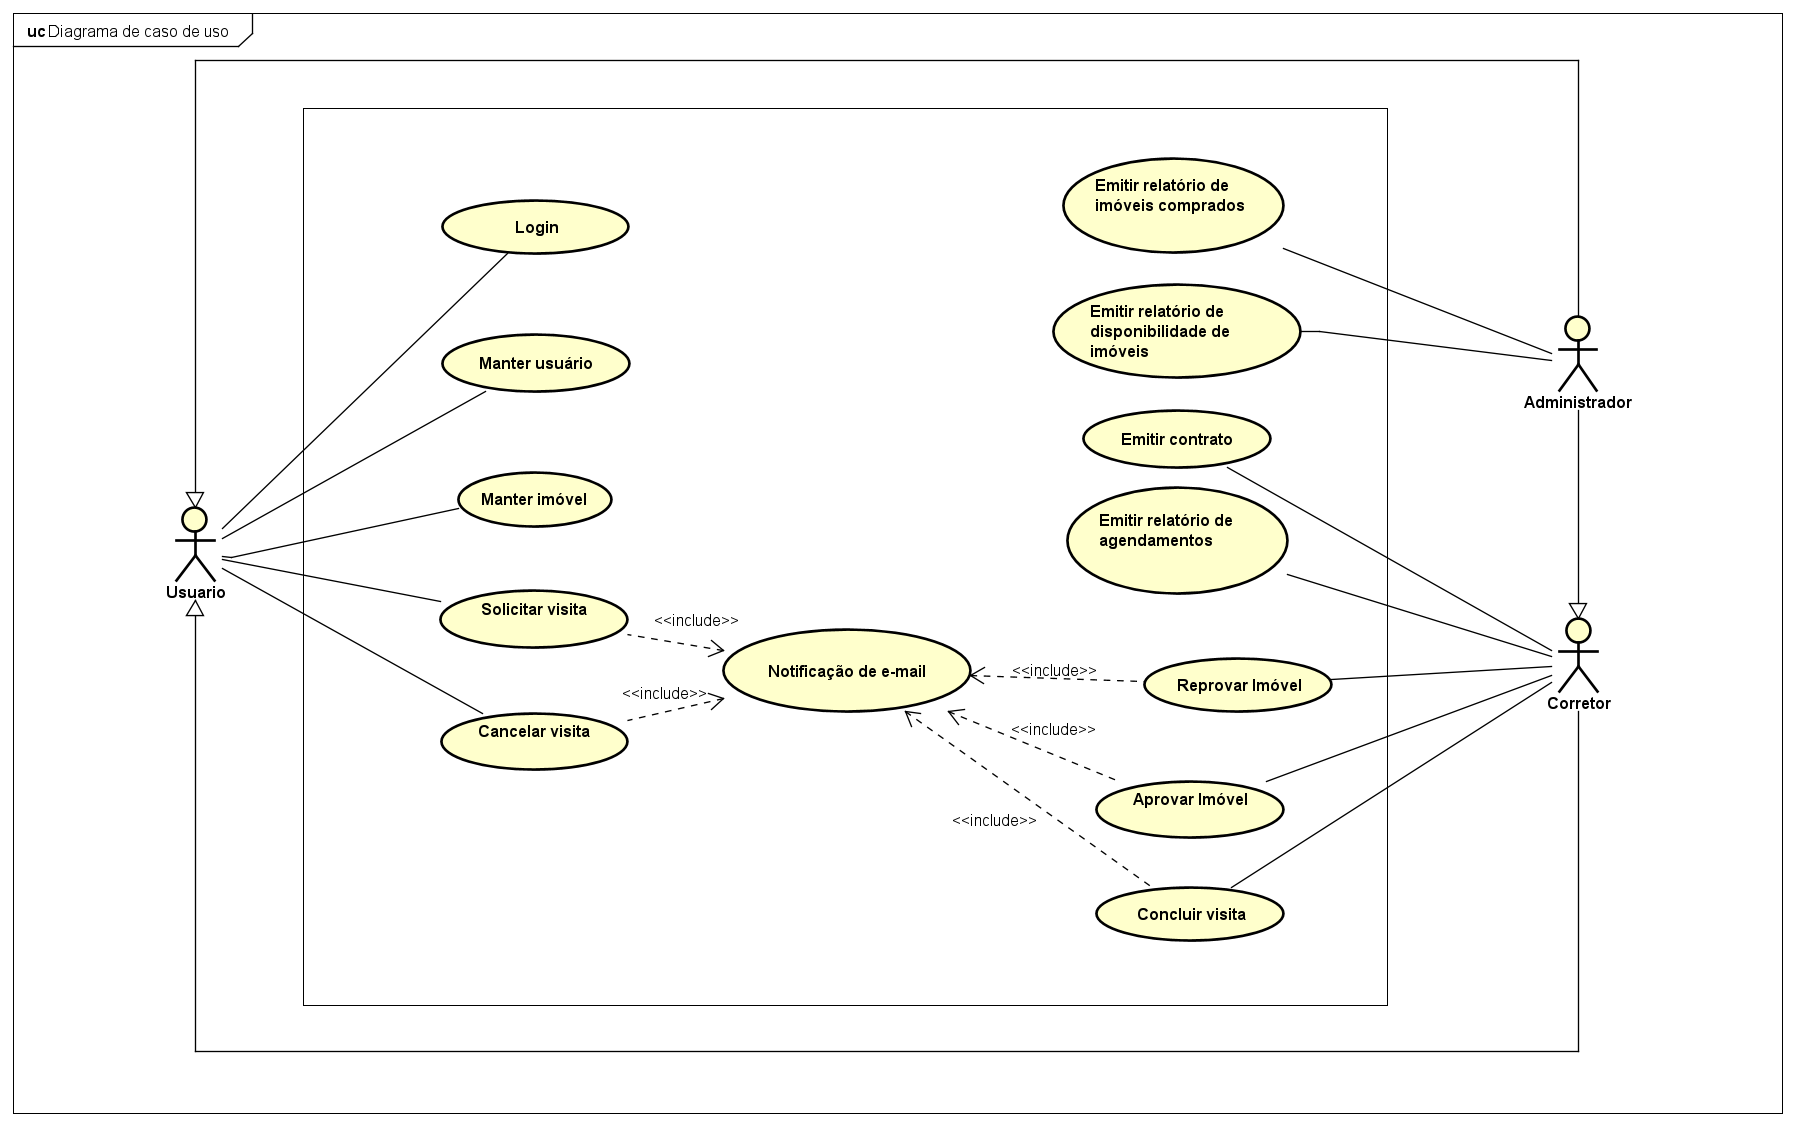 uc Diagrama de caso de uso
Login
Manter usuário
Manter imóvel
Solicitar visita
Cancelar visita
Usuario
<<include>>
<<include>>
Notificação de e-mail
Emitir relatório de
imóveis comprados
Emitir relatório de
disponibilidade de
imóveis
Emitir contrato
Emitir relatório de
agendamentos
<<include>>
Reprovar Imóvel
<<include>>
Aprovar Imóvel
<<include>>
Concluir visita
Administrador
Corretor